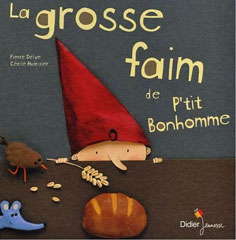 La grosse
faim
Pierre Delye
Cécile Hudrisier
de P'tit
Bonhomme
Didier Jeunesse